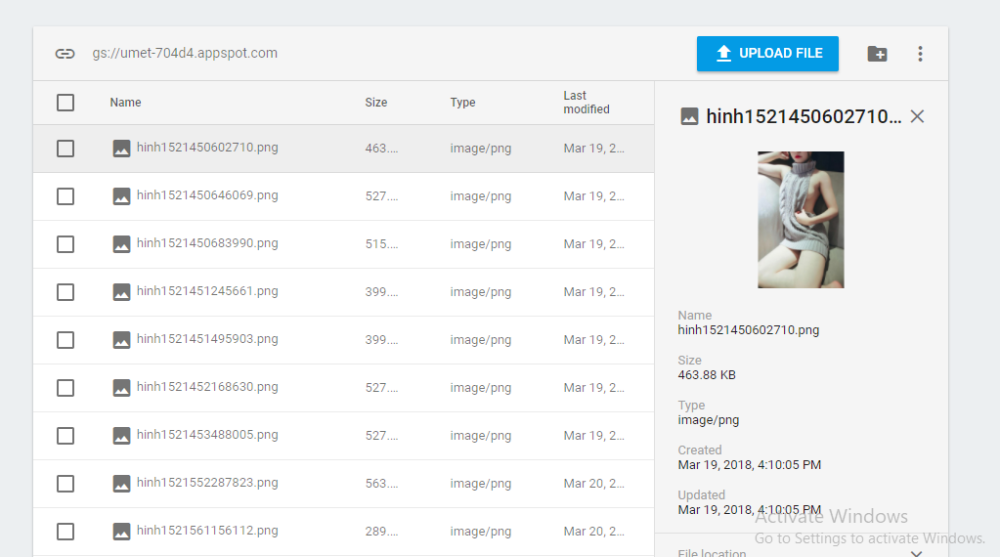 gs://umet-704d4.appspot.com
UPLOAD FILE
Name Size Type Last modified
hinh1521450602710.png 463.... image/png Mar 19, 2...
hinh1521450646069.png 527.... image/png Mar 19, 2...
hinh1521450683990.png 515.... image/png Mar 19, 2...
hinh1521451245661.png 399.... image/png Mar 19, 2...
hinh1521451495903.png 399.... image/png Mar 19, 2...
hinh1521452168630.png 527.... image/png Mar 19, 2...
hinh1521453488005.png 527.... image/png Mar 19, 2...
hinh1521552287823.png 563.... image/png Mar 20, 2...
hinh1521561156112.png 289.... image/png Mar 20, 2...
hinh1521450602710...
Name
hinh1521450602710.png
Size
463.88 KB
Type
image/png
Created
Mar 19, 2018, 4:10:05 PM
Updated
Mar 19, 2018, 4:10:05 PM
Activate Windows
Go to Settings to activate Windows.
File location